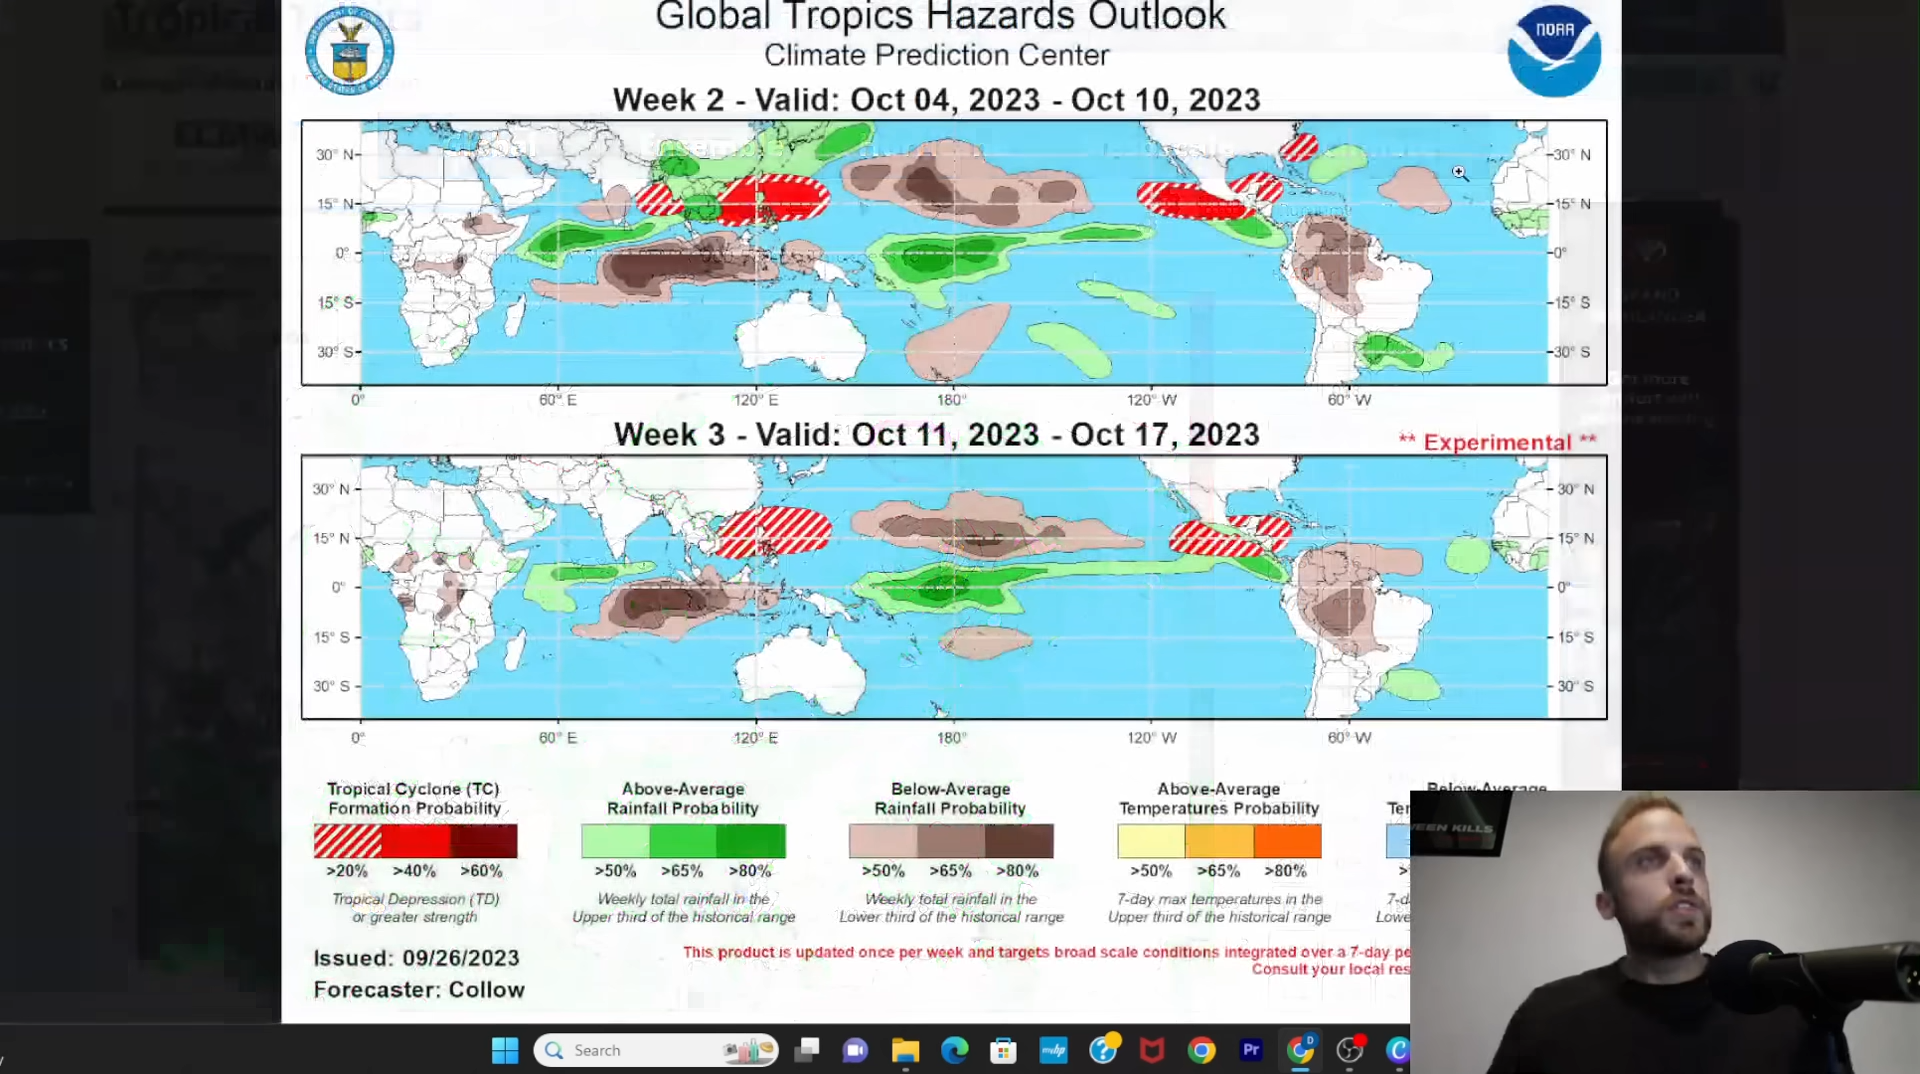 Global Tropics Hazards Outlook
Climate Prediction Center
NOAA
Week 2 - Valid: Oct 04, 2023 - Oct 10, 2023
30° N
15° N
0°
15° S
30° S
30° N
15° N
0°
15° S
30° S
0°
60° E
120° E
180°
120° W
60° W
Week 3 - Valid: Oct 11, 2023 - Oct 17, 2023
** Experimental **
30° N
15° N
0°
15° S
30° S
30° N
15° N
0°
15° S
30° S
0°
60° E
120° E
180°
120° W
60° W
Tropical Cyclone (TC)
Formation Probability
>20% >40% >60%
Tropical Depression (TD)
or greater strength
Above-Average
Rainfall Probability
>50% >65% >80%
Weekly total rainfall in the
Upper third of the historical range
Below-Average
Rainfall Probability
>50% >65% >80%
Weekly total rainfall in the
Lower third of the historical range
Above-Average
Temperatures Probability
>50% >65% >80%
7-day max temperatures in the
Upper third of the historical range
Below-Average
Issued: 09/26/2023
Forecaster: Collow
This product is updated once per week and targets broad scale conditions integrated over a 7-day
Consult your local
KILLS
Search
mhp
Pr